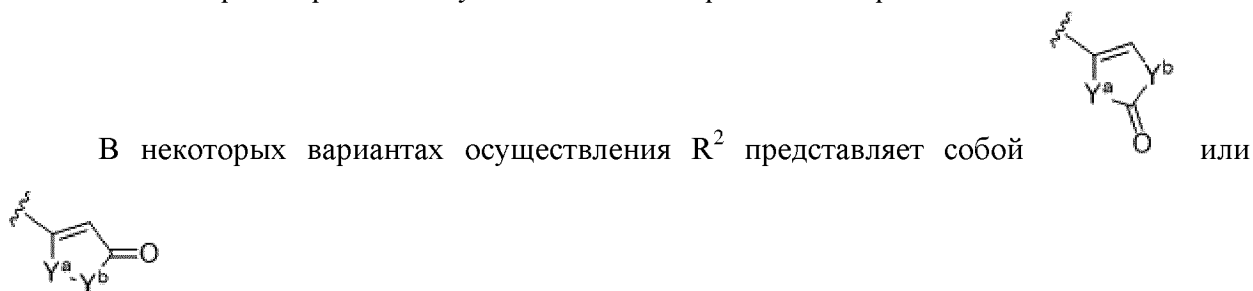 В некоторых вариантах осуществления R² представляет собой или
Yᵃ Yᵇ O
Yᵃ Yᵇ O